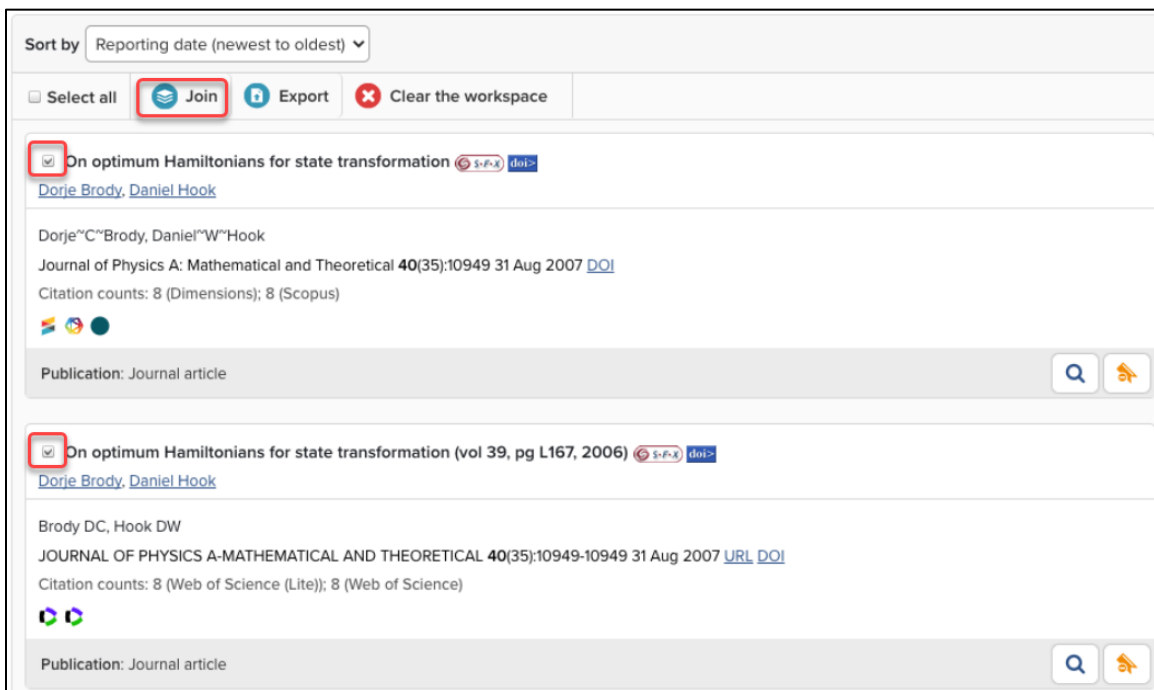 Sort by Reporting date (newest to oldest)
Select all Join Export Clear the workspace
On optimum Hamiltonians for state transformation S·F·X doi>
Dorje Brody, Daniel Hook
Dorje~C~Brody, Daniel~W~Hook
Journal of Physics A: Mathematical and Theoretical 40(35):10949 31 Aug 2007 DOI
Citation counts: 8 (Dimensions); 8 (Scopus)
Publication: Journal article
On optimum Hamiltonians for state transformation (vol 39, pg L167, 2006) S·F·X doi>
Dorje Brody, Daniel Hook
Brody DC, Hook DW
JOURNAL OF PHYSICS A-MATHEMATICAL AND THEORETICAL 40(35):10949-10949 31 Aug 2007 URL DOI
Citation counts: 8 (Web of Science (Lite)); 8 (Web of Science)
Publication: Journal article